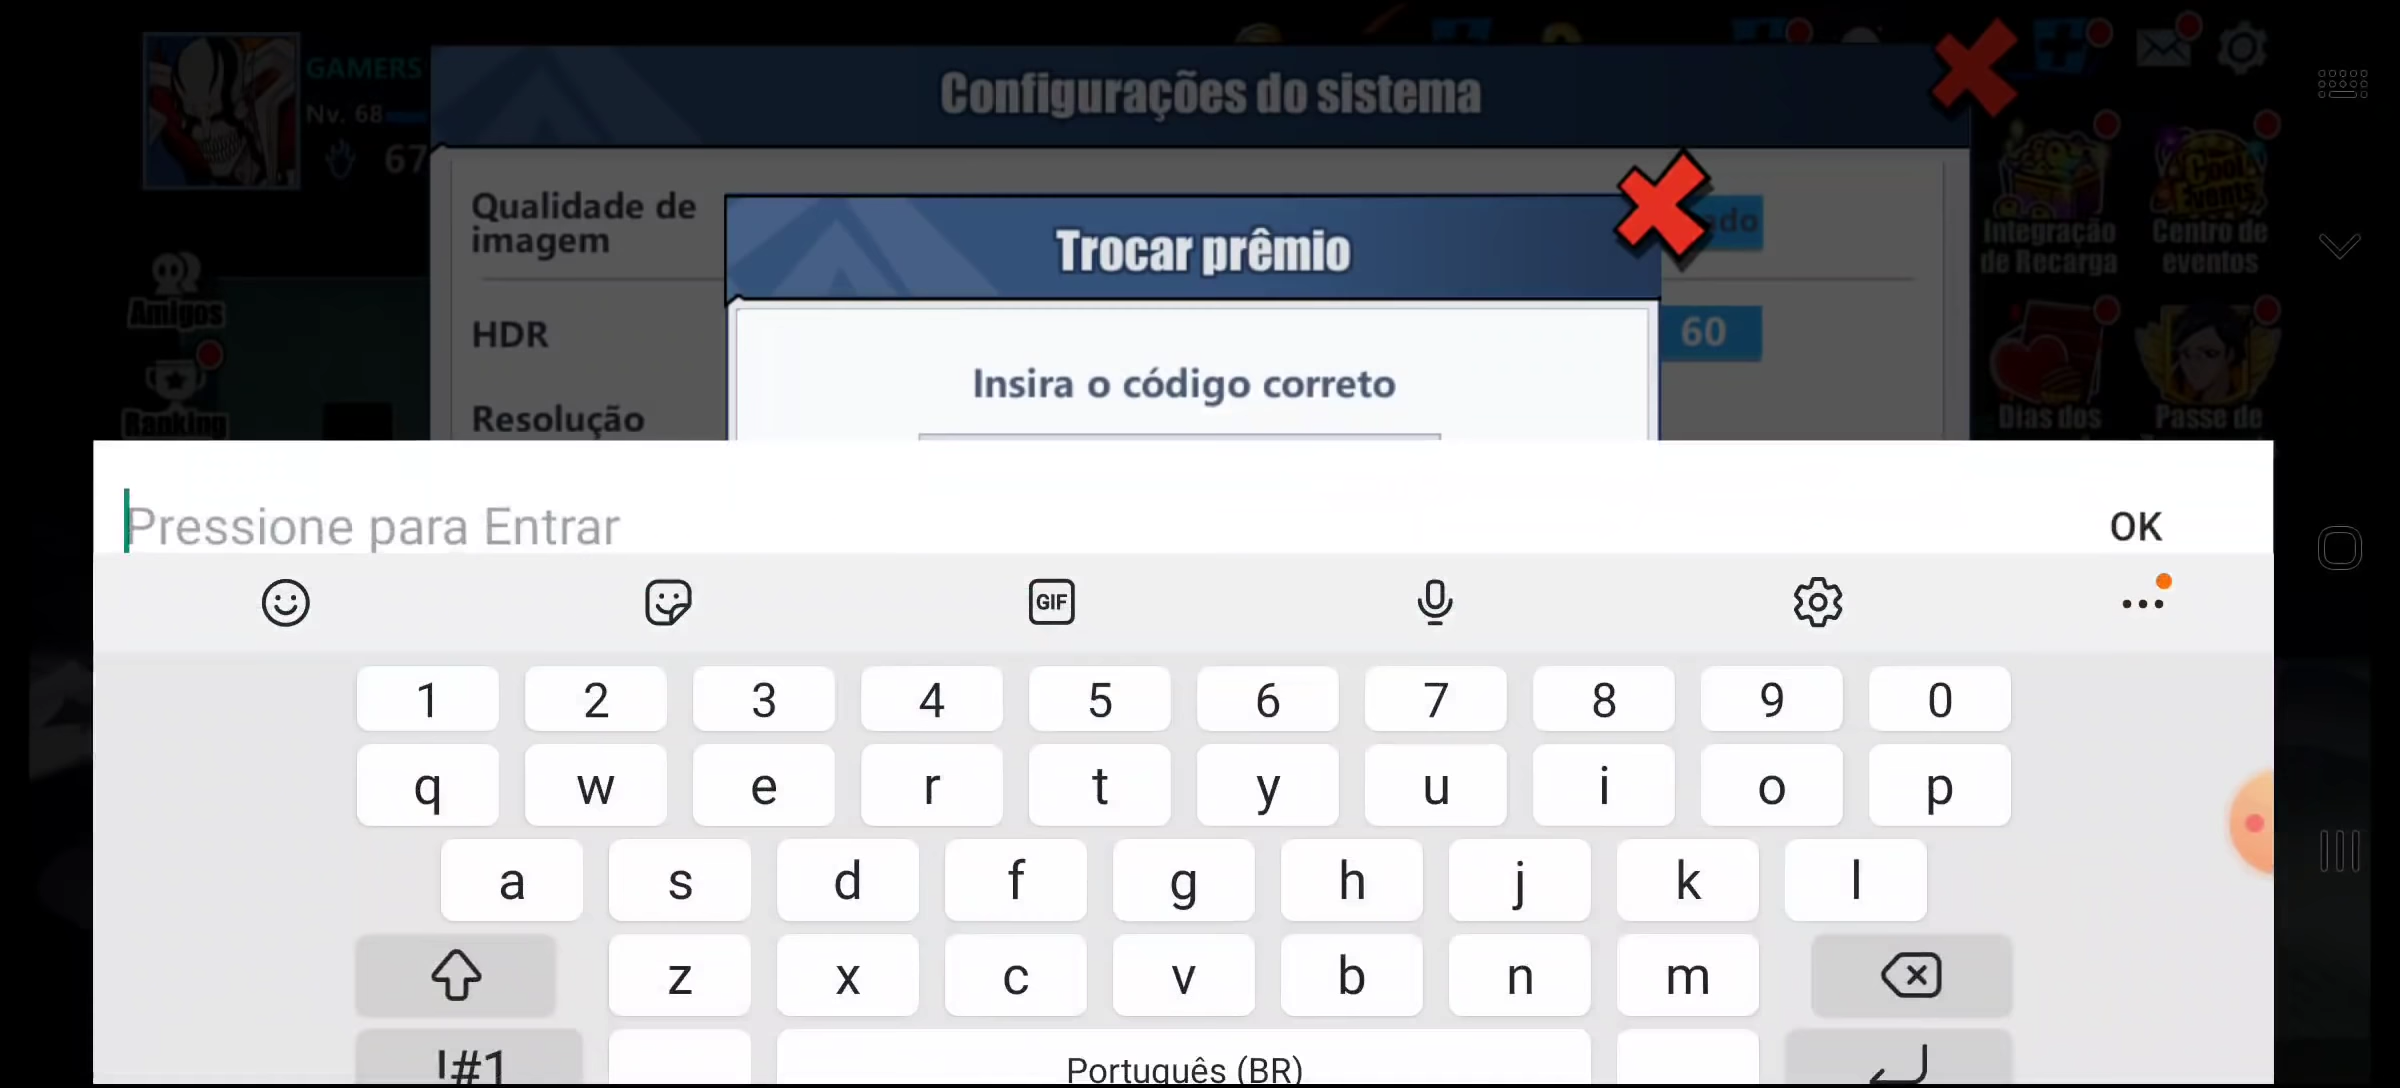 GAMERS
Nv. 68
67
Configurações do sistema
Qualidade de
imagem
Trocar prêmio
HDR
60
Insira o código correto
Resolução
Amigos
Ranking
Integração
de Recarga
Centro de
eventos
Cool
Events
Dias dos
Passe de
Pressione para Entrar
OK
GIF
1 2 3 4 5 6 7 8 9 0
q w e r t y u i o p
a s d f g h j k l
z x c v b n m
!#1
Português (BR)